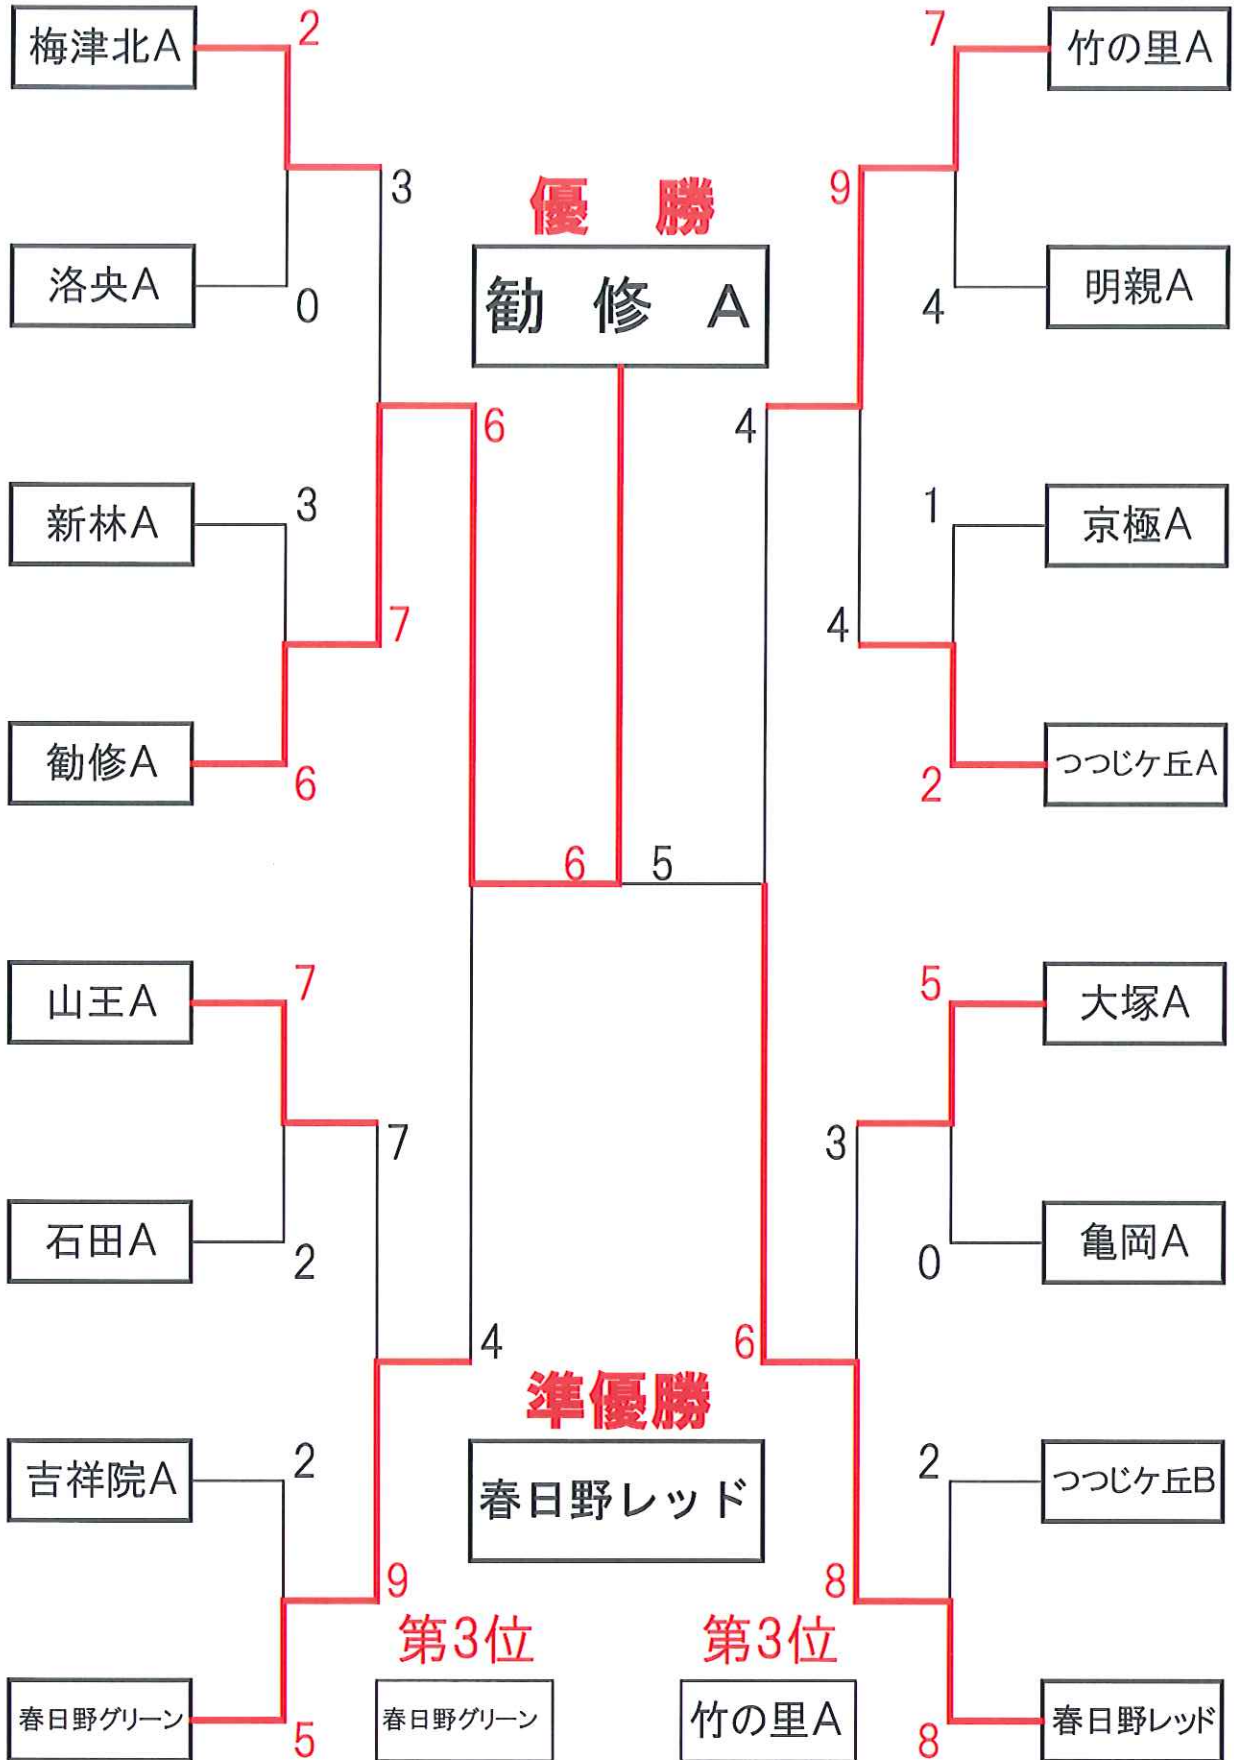 梅津北A
2
7
竹の里A
3
優 勝
9
洛央A
0
勧 修 A
4
明親A
6
4
新林A
3
1
京極A
7
4
勧修A
6
2
つつじケ丘A
6
5
山王A
7
5
大塚A
7
3
石田A
2
0
亀岡A
4
6
準優勝
吉祥院A
2
春日野レッド
2
つつじケ丘B
9
8
第3位
第3位
春日野グリーン
5
春日野グリーン
竹の里A
8
春日野レッド